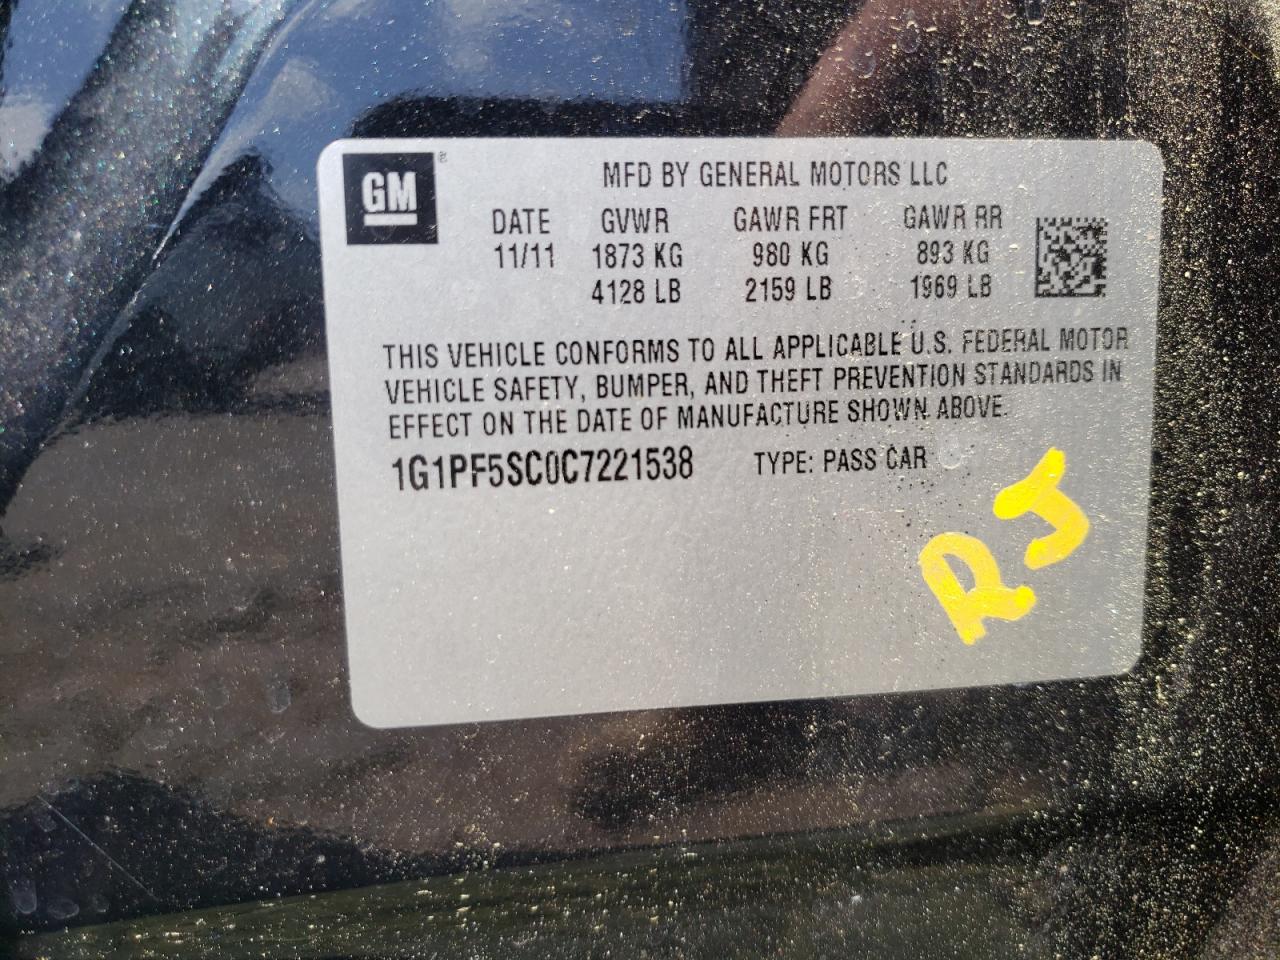 GM
MFD BY GENERAL MOTORS LLC
DATE GVWR GAWR FRT GAWR RR
11/11 1873 KG 980 KG 893 KG
4128 LB 2159 LB 1969 LB
THIS VEHICLE CONFORMS TO ALL APPLICABLE U.S. FEDERAL MOTOR
VEHICLE SAFETY, BUMPER, AND THEFT PREVENTION STANDARDS IN
EFFECT ON THE DATE OF MANUFACTURE SHOWN ABOVE.
1G1PF5SC0C7221538 TYPE: PASS CAR
RJ